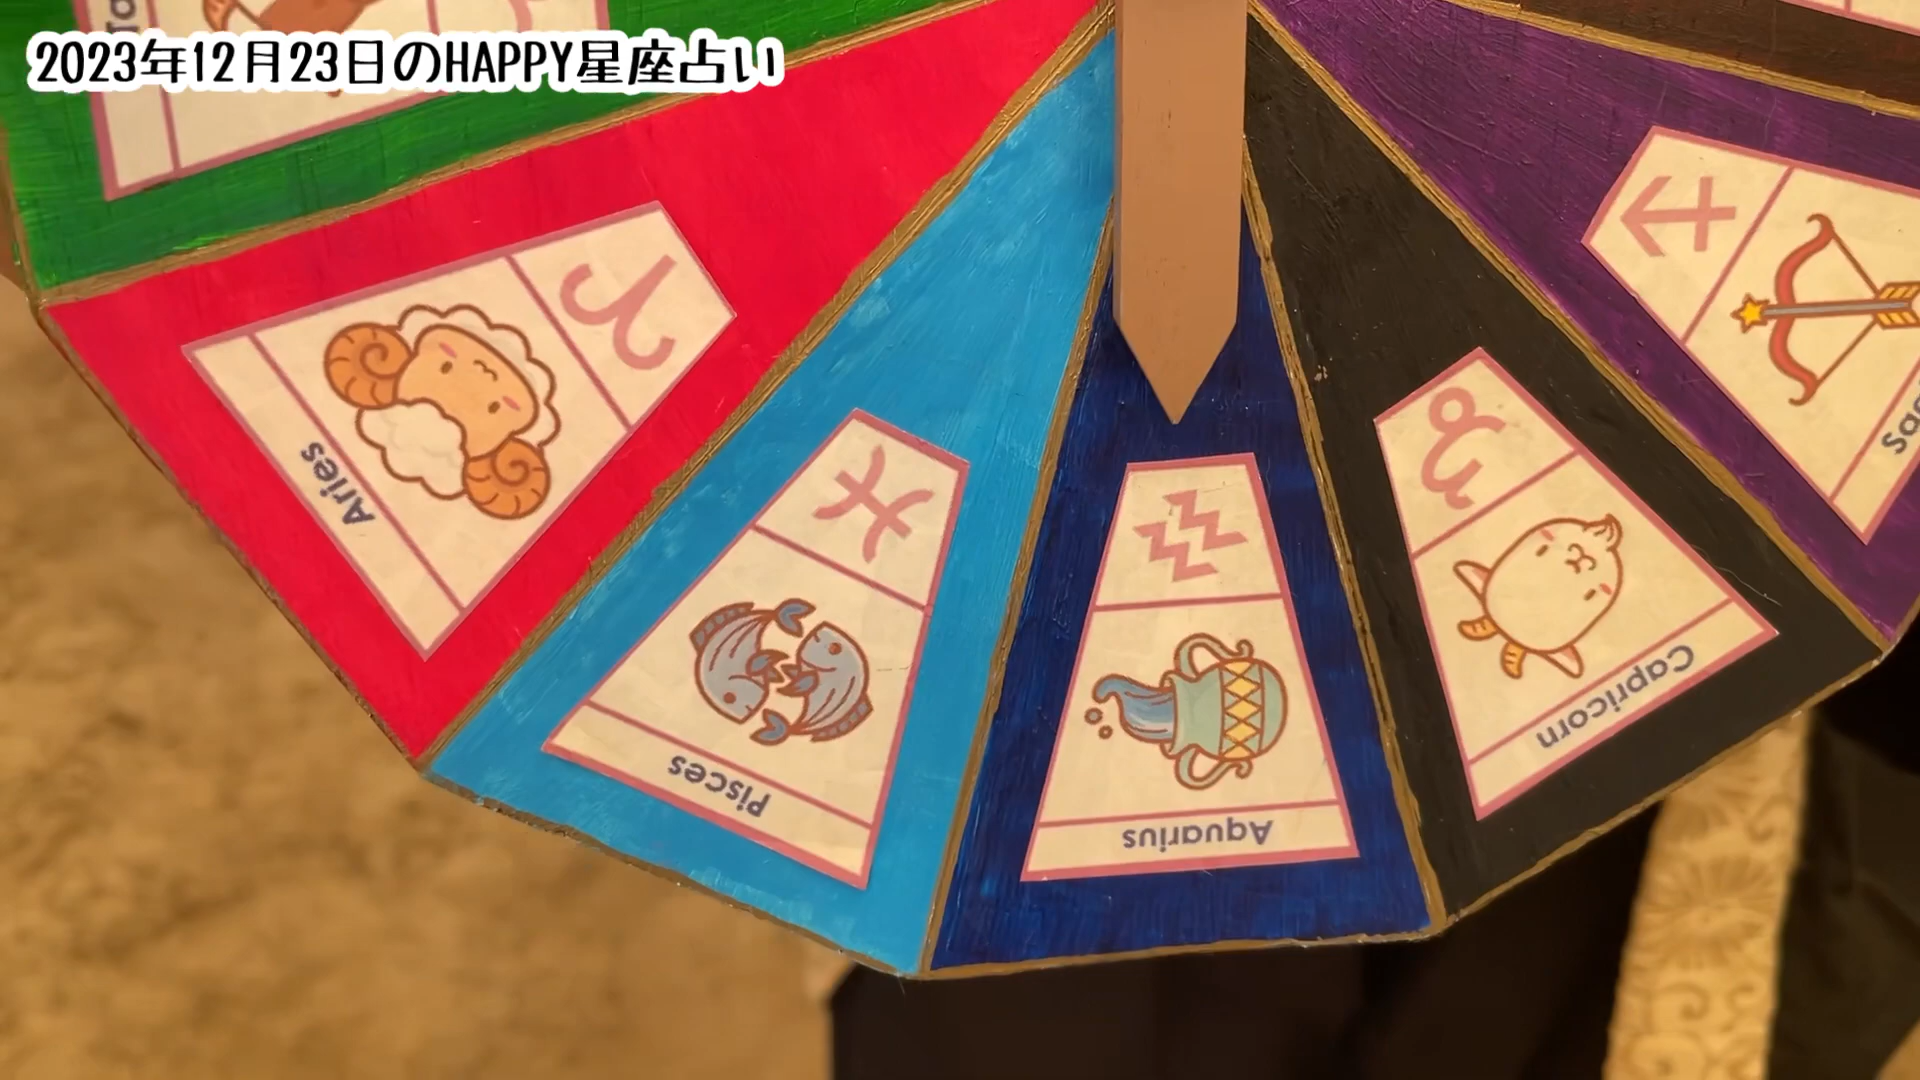 2023年12月23日のHAPPY星座占い
Aries
Pisces
Aquarius
Capricorn